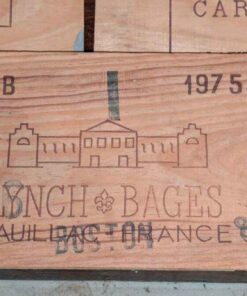 CAR
B 1975
YNCH BAGES
AUILLAC FRANCE
BOSTON